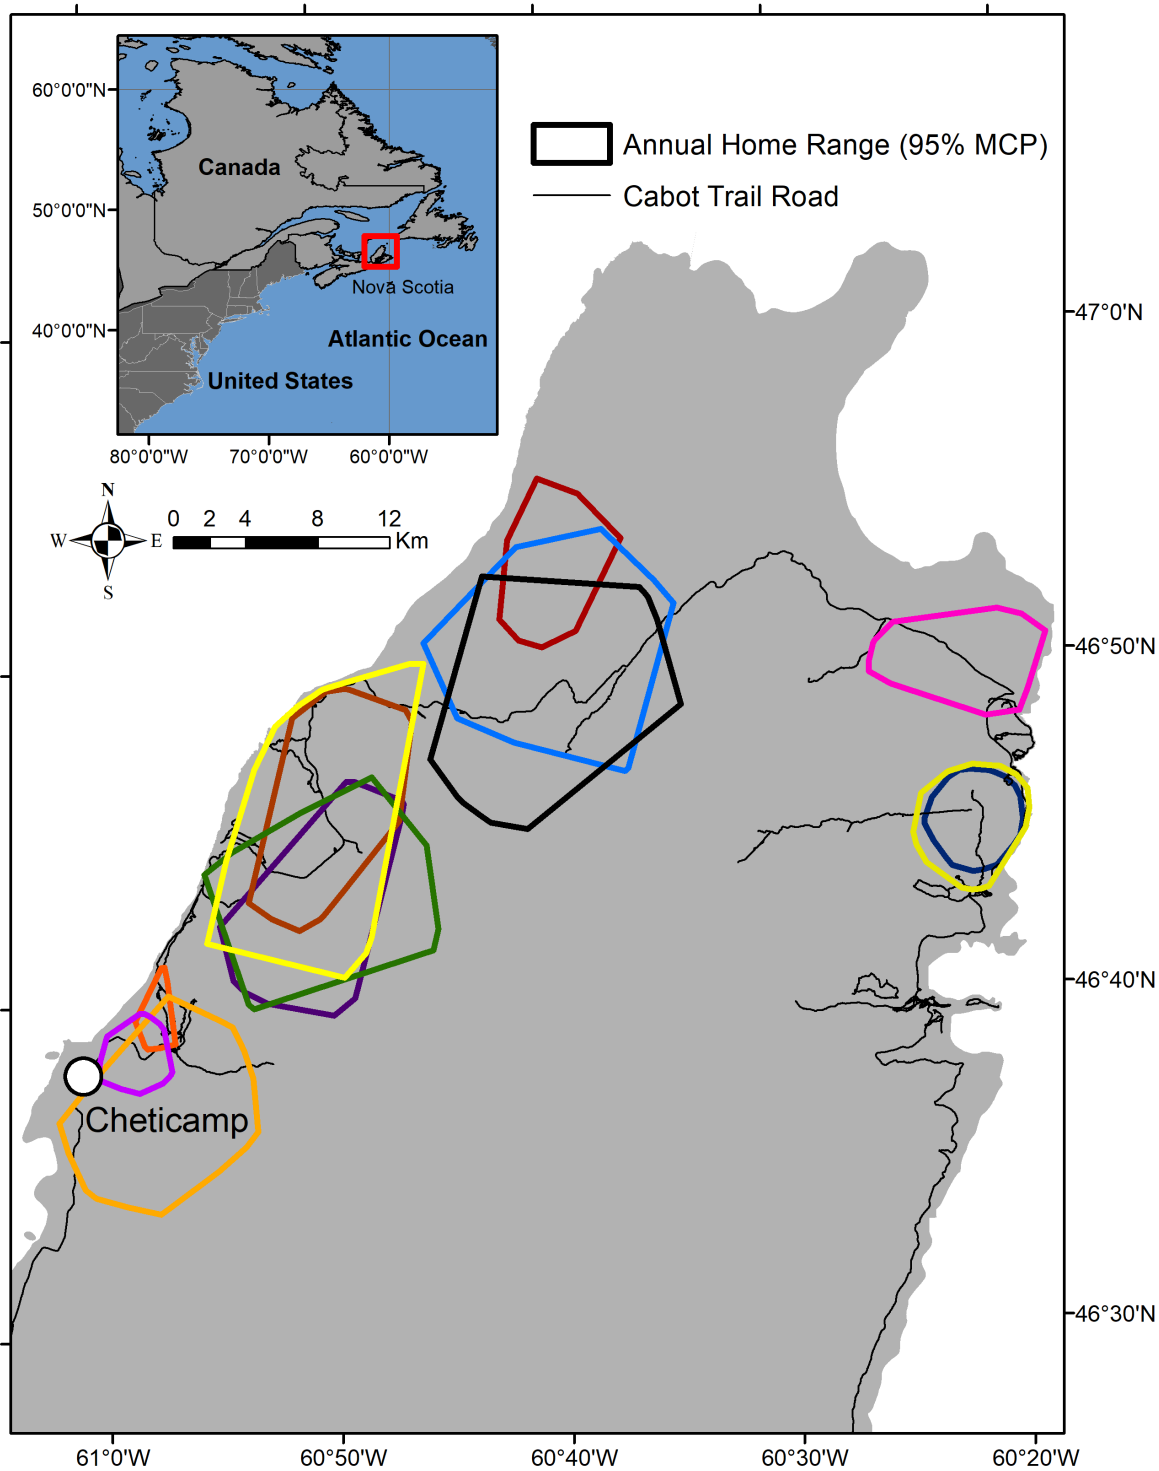 60°0'0"N
Canada
50°0'0"N
Nova Scotia
40°0'0"N
Atlantic Ocean
United States
80°0'0"W 70°0'0"W 60°0'0"W
Annual Home Range (95% MCP)
Cabot Trail Road
N
W E
S
0 2 4 8 12
Km
47°0'N
46°50'N
46°40'N
46°30'N
Cheticamp
61°0'W 60°50'W 60°40'W 60°30'W 60°20'W